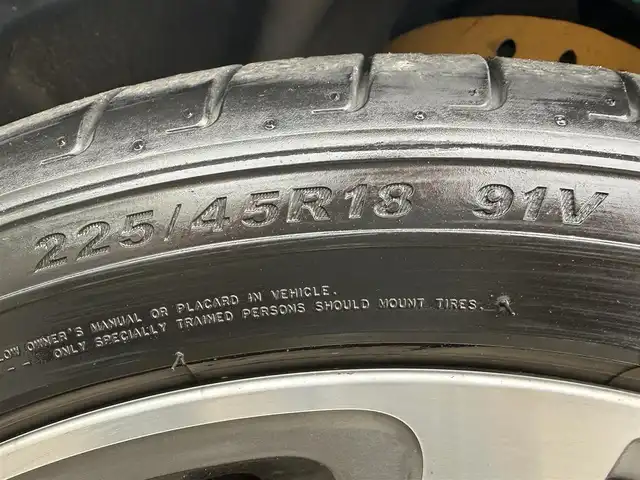 225/45R18 91V
OWNER'S MANUAL OR PLACARD IN VEHICLE.
ONLY SPECIALLY TRAINED PERSONS SHOULD MOUNT TIRES.